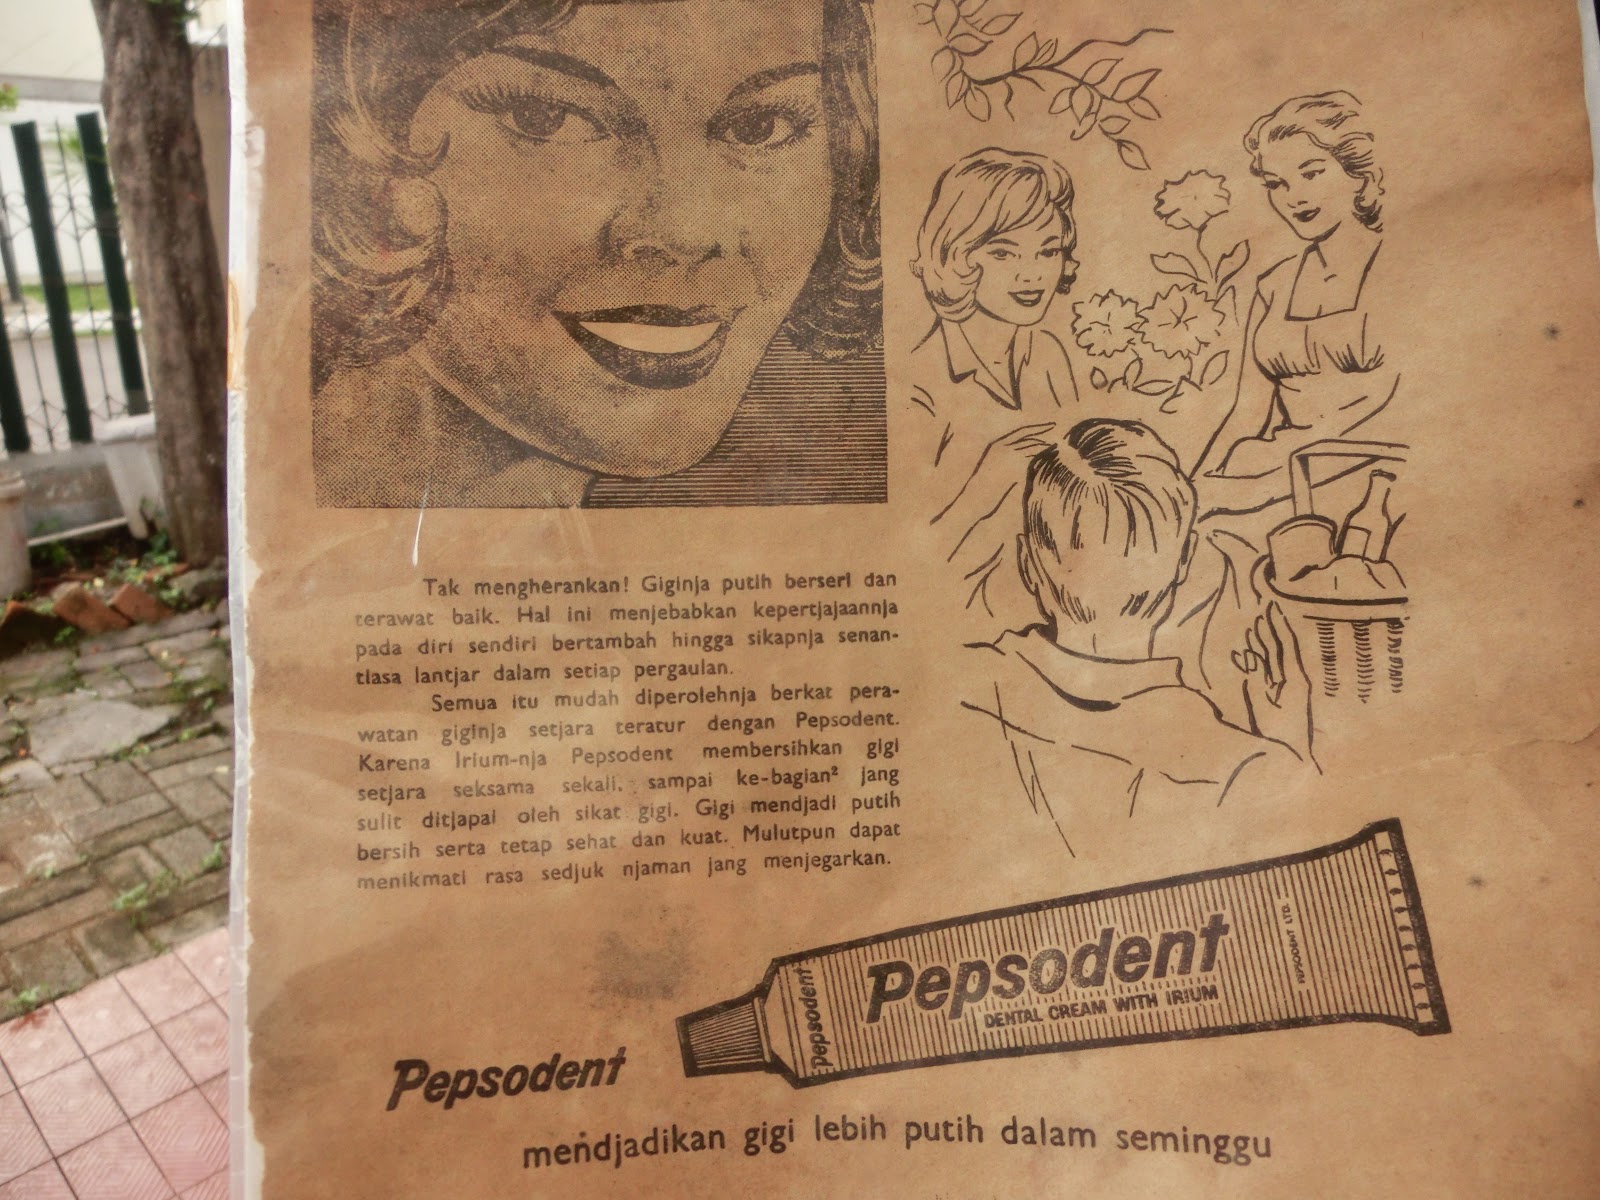 Tak mengherankan! Giginja putih berseri dan
terawat baik. Hal ini menjebabkan kepertjajaannja
pada diri sendiri bertambah hingga sikapnja senan-
tiasa lantjar dalam setiap pergaulan.
Semua itu mudah diperolehnja berkat pera-
watan giginja setjara teratur dengan Pepsodent.
Karena Irium-nja Pepsodent membersihkan gigi
setjara seksama sekali, sampai ke-bagian² jang
sulit ditjapai oleh sikat gigi. Gigi mendjadi putih
bersih serta tetap sehat dan kuat. Mulutpun dapat
menikmati rasa sedjuk njaman jang menjegarkan.
Pepsodent
Pepsodent
DENTAL CREAM WITH IRIUM
PEPSODENT LTD.
Pepsodent
mendjadikan gigi lebih putih dalam seminggu